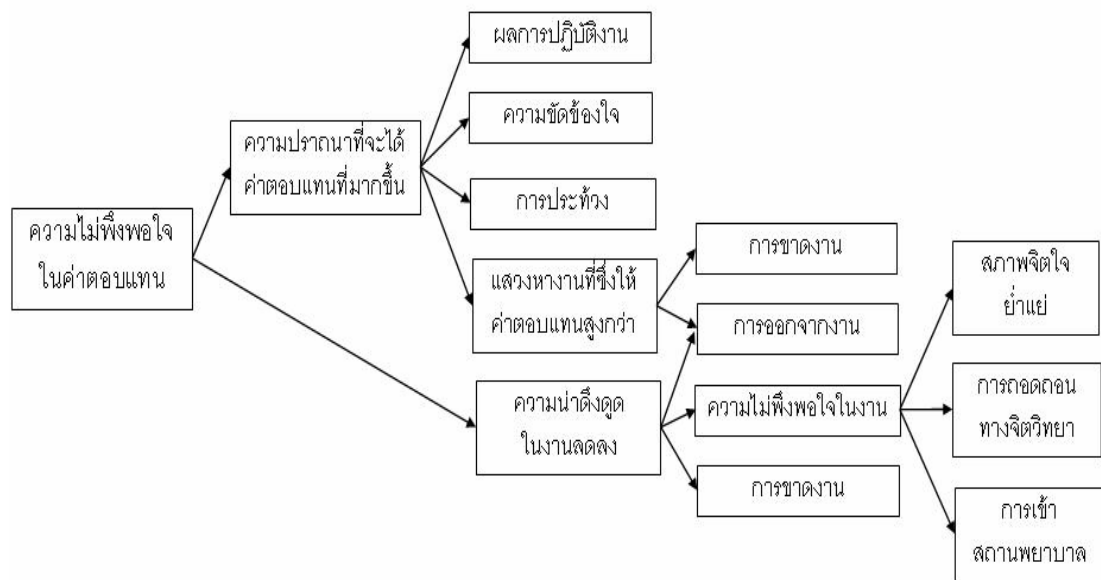 ผลการปฏิบัติงาน
ความขัดข้องใจ
ความปราถนาที่จะได้
ค่าตอบแทนที่มากขึ้น
การประท้วง
ความไม่พึงพอใจ
ในค่าตอบแทน
แสวงหางานที่ซึ่งให้
ค่าตอบแทนสูงกว่า
การขาดงาน
การออกจากงาน
ความน่าดึงดูด
ในงานลดลง
ความไม่พึงพอใจในงาน
การขาดงาน
สภาพจิตใจ
ย่ำแย่
การถอดถอน
ทางจิตวิทยา
การเข้า
สถานพยาบาล